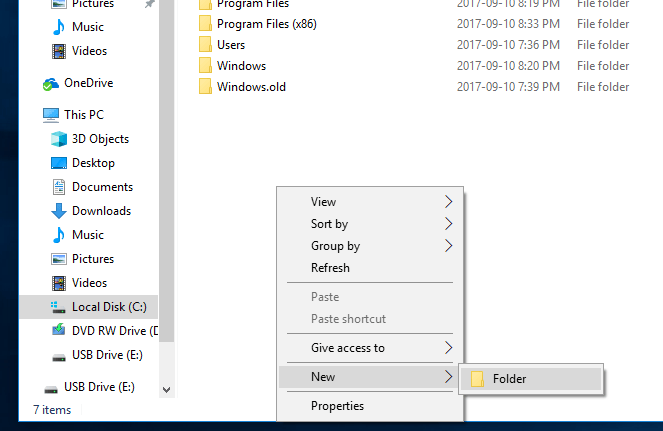 Pictures
Music
Videos
OneDrive
This PC
3D Objects
Desktop
Documents
Downloads
Music
Pictures
Videos
Local Disk (C:)
DVD RW Drive (D
USB Drive (E:)
USB Drive (E:)
7 items
Program Files 2017-09-10 8:19 PM File folder
Program Files (x86) 2017-09-10 8:33 PM File folder
Users 2017-09-10 7:36 PM File folder
Windows 2017-09-10 8:20 PM File folder
Windows.old 2017-09-10 7:39 PM File folder
View
Sort by
Group by
Refresh
Paste
Paste shortcut
Give access to
New
Properties
Folder